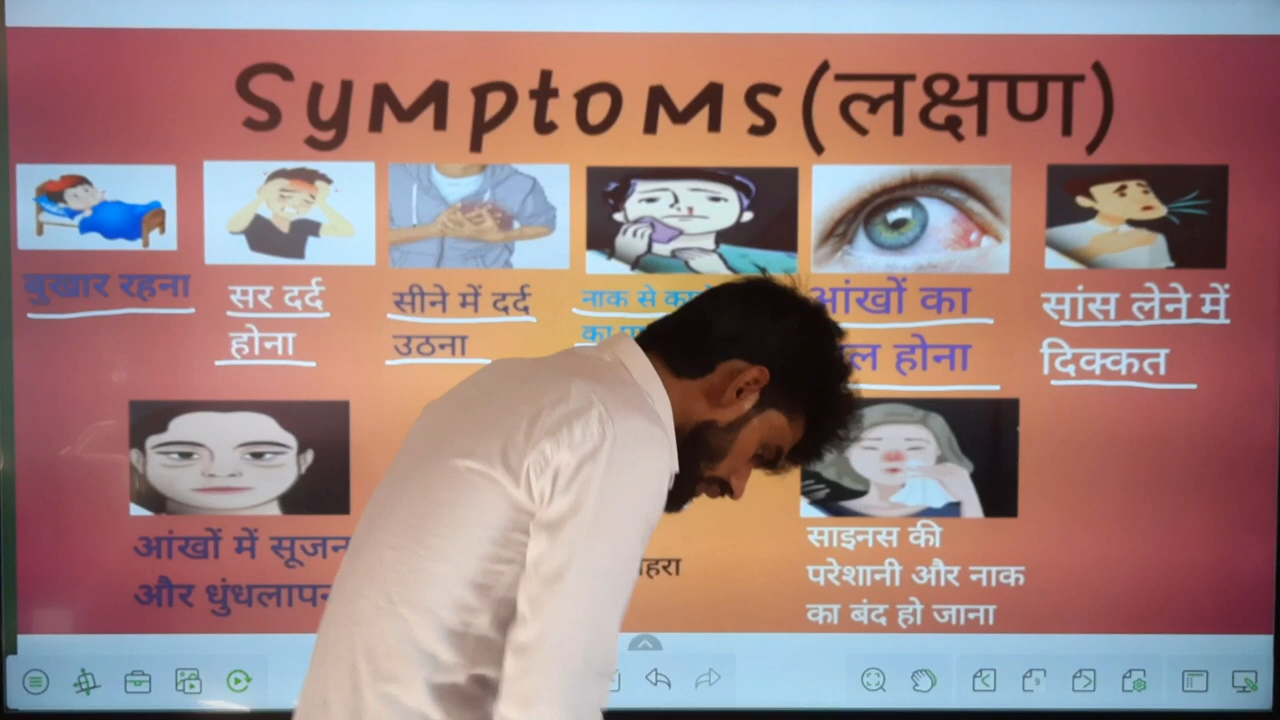 Symptoms (लक्षण)
बुखार रहना
सर दर्द
होना
सीने में दर्द
उठना
नाक से
का
आंखों का
होना
सांस लेने में
दिक्कत
आंखों में सूजन
और धुंधलापन
साइनस की
परेशानी और नाक
का बंद हो जाना